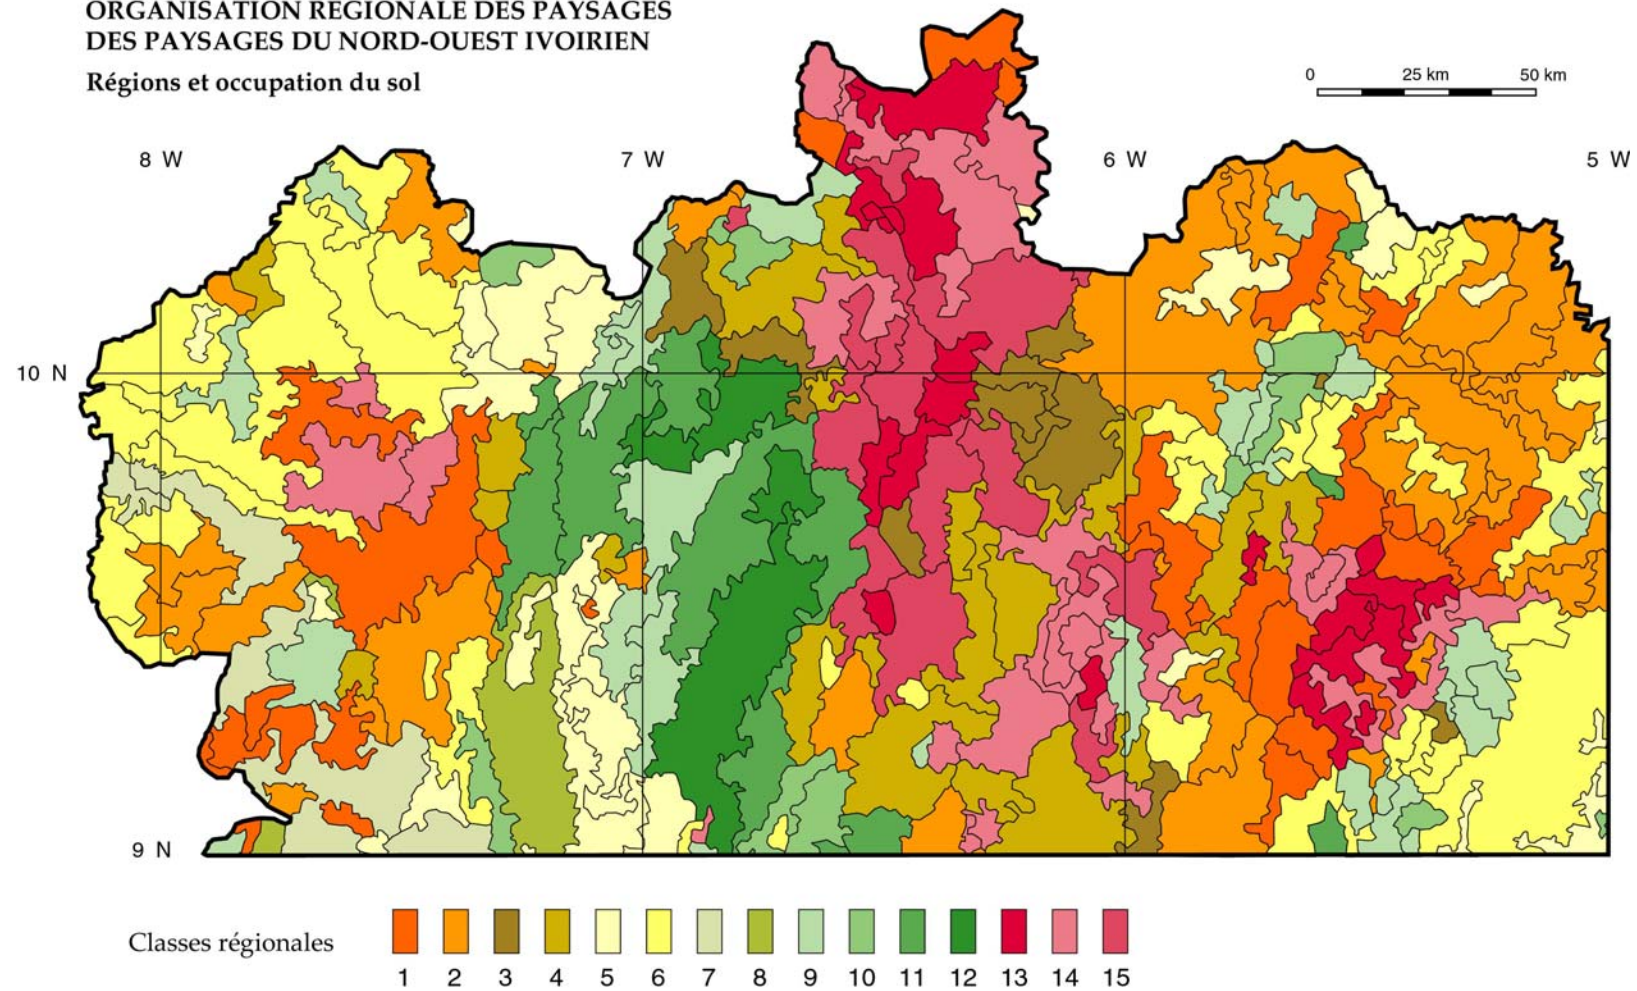 ORGANISATION REGIONALE DES PAYSAGES
DES PAYSAGES DU NORD-OUEST IVOIRIEN
Régions et occupation du sol
0 25 km 50 km
8 W 7 W 6 W 5 W
10 N
9 N
Classes régionales
1 2 3 4 5 6 7 8 9 10 11 12 13 14 15